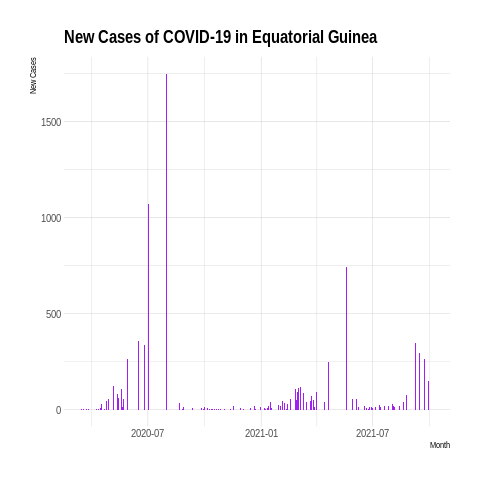 New Cases of COVID-19 in Equatorial Guinea
New Cases
1500
1000
500
0
2020-07
2021-01
2021-07
Month